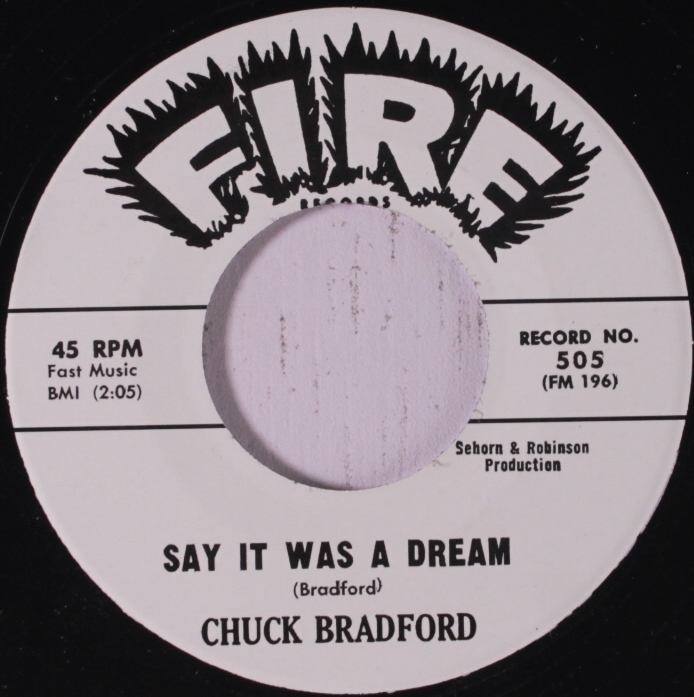 FIRE
RECORDS
45 RPM
Fast Music
BMI (2:05)
RECORD NO.
505
(FM 196)
Sehorn & Robinson
Production
SAY IT WAS A DREAM
(Bradford)
CHUCK BRADFORD